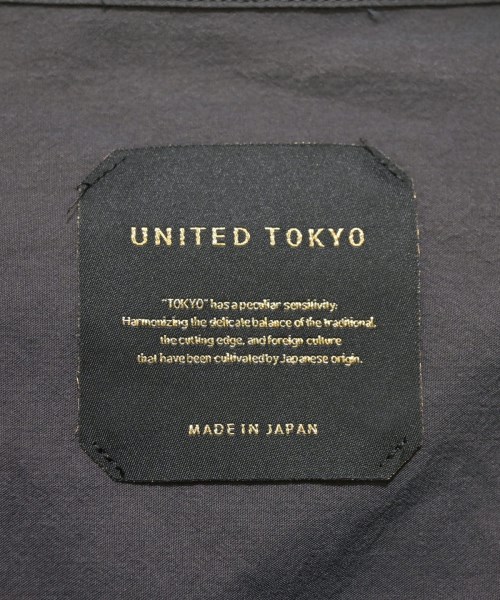 UNITED TOKYO
"TOKYO" has a peculiar sensitivity.
Harmonizing the delicate balance of the traditional,
the cutting edge, and foreign culture
that have been cultivated by Japanese origin.
MADE IN JAPAN